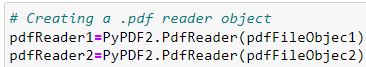 # Creating a .pdf reader object
pdfReader1=PyPDF2.PdfReader(pdfFileObjec1)
pdfReader2=PyPDF2.PdfReader(pdfFileObjec2)